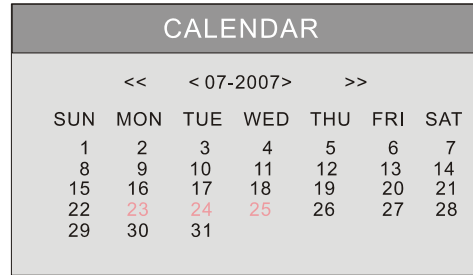 CALENDAR
<< < 07-2007> >>
SUN MON TUE WED THU FRI SAT
1 2 3 4 5 6 7
8 9 10 11 12 13 14
15 16 17 18 19 20 21
22 23 24 25 26 27 28
29 30 31